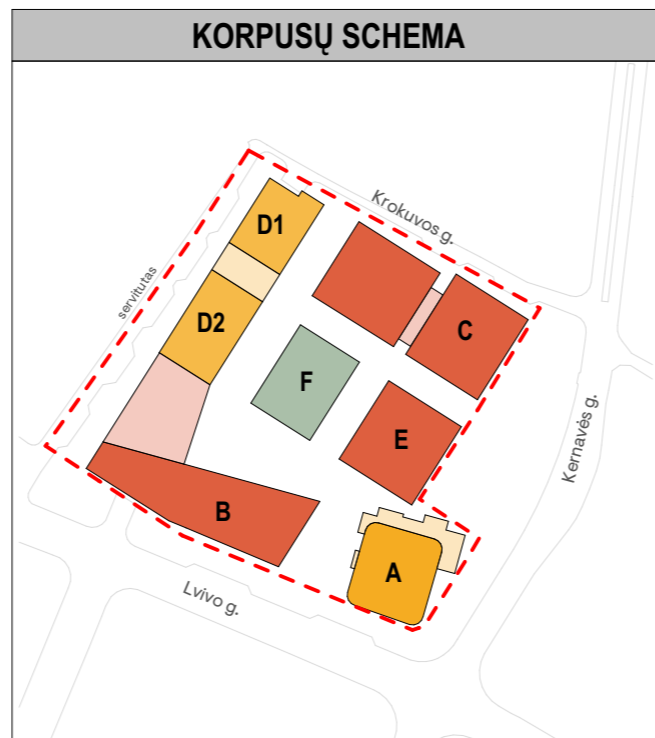 KORPUSŲ SCHEMA
Krokuvos g.
D1
servitutas
D2
C
F
E
Kernavės g.
B
A
Lvivo g.